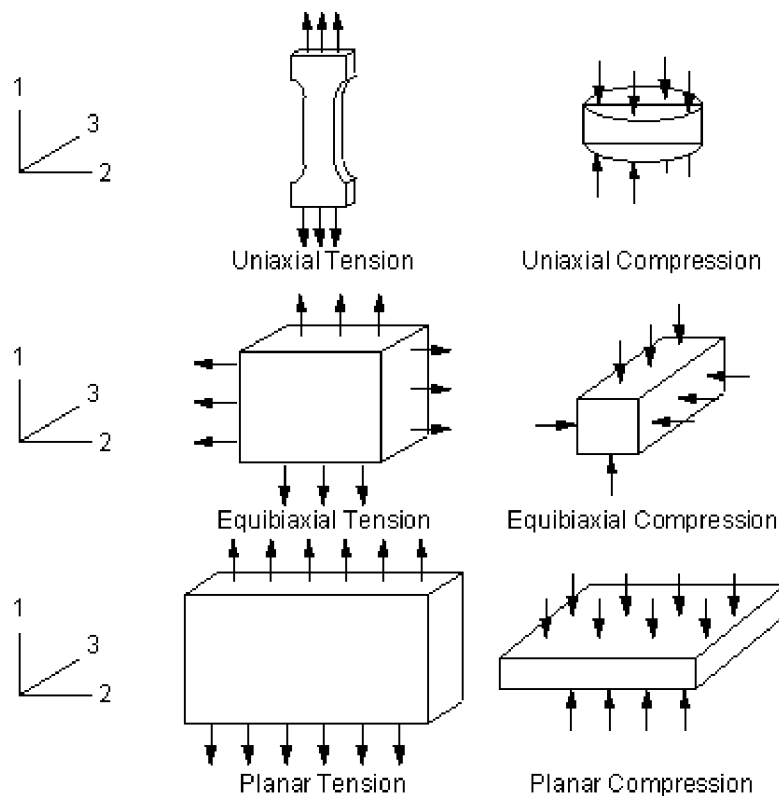 1
3
2
Uniaxial Tension
Uniaxial Compression
1
3
2
Equibiaxial Tension
Equibiaxial Compression
1
3
2
Planar Tension
Planar Compression